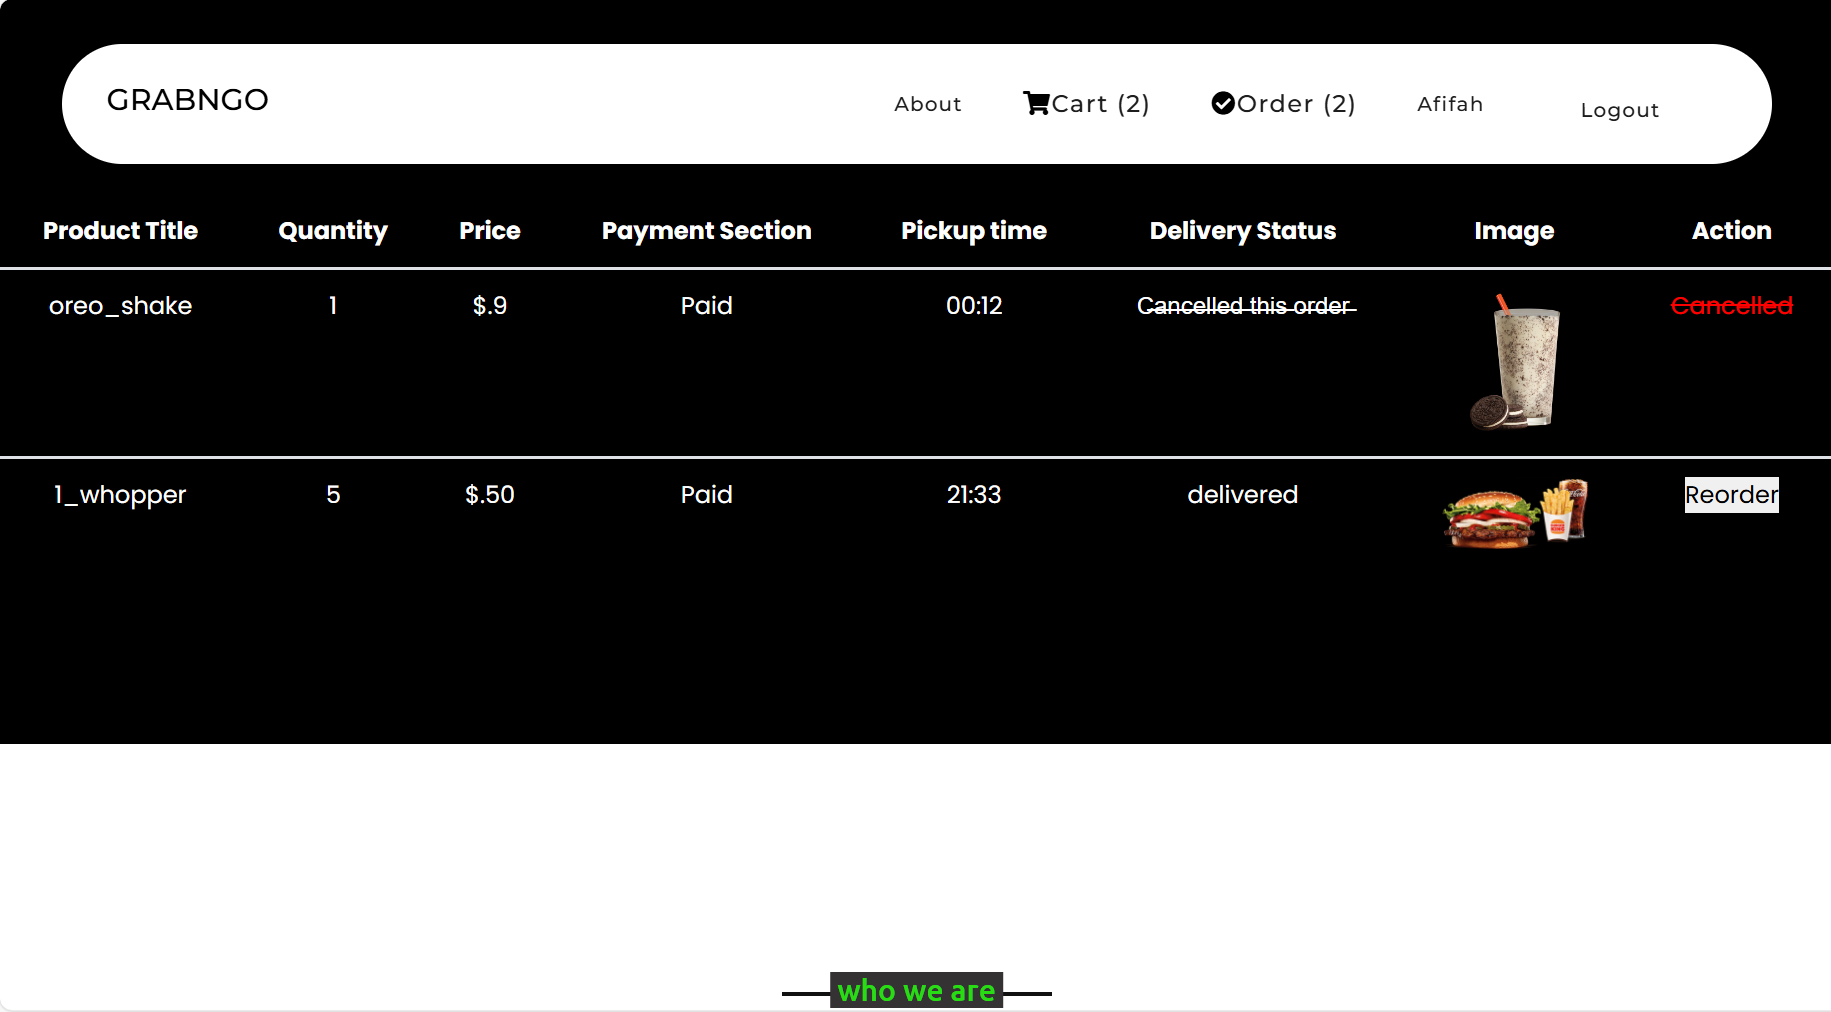 GRABNGO About Cart (2) Order (2) Afifah Logout
Product Title Quantity Price Payment Section Pickup time Delivery Status Image Action
oreo_shake 1 $.9 Paid 00:12 Cancelled this order Cancelled
1_whopper 5 $.50 Paid 21:33 delivered Reorder
who we are